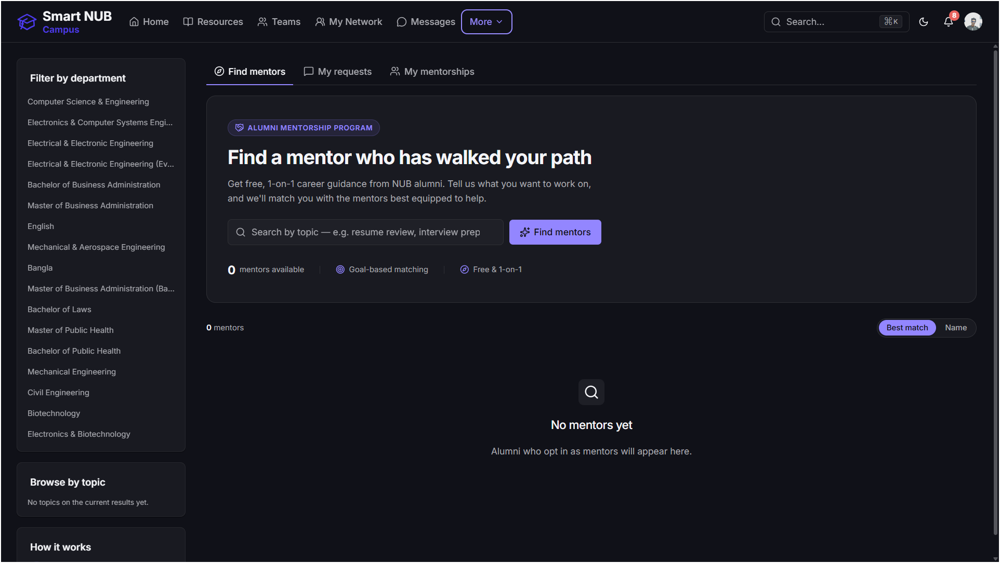 Smart NUB
Campus
Home
Resources
Teams
My Network
Messages
More
Search...
⌘K
8
Filter by department
Computer Science & Engineering
Electronics & Computer Systems Engi...
Electrical & Electronic Engineering
Electrical & Electronic Engineering (Ev...
Bachelor of Business Administration
Master of Business Administration
English
Mechanical & Aerospace Engineering
Bangla
Master of Business Administration (Ba...
Bachelor of Laws
Master of Public Health
Bachelor of Public Health
Mechanical Engineering
Civil Engineering
Biotechnology
Electronics & Biotechnology
Browse by topic
No topics on the current results yet.
How it works
Find mentors
My requests
My mentorships
ALUMNI MENTORSHIP PROGRAM
Find a mentor who has walked your path
Get free, 1-on-1 career guidance from NUB alumni. Tell us what you want to work on,
and we'll match you with the mentors best equipped to help.
Search by topic — e.g. resume review, interview prep
Find mentors
0 mentors available
Goal-based matching
Free & 1-on-1
0 mentors
Best match
Name
No mentors yet
Alumni who opt in as mentors will appear here.